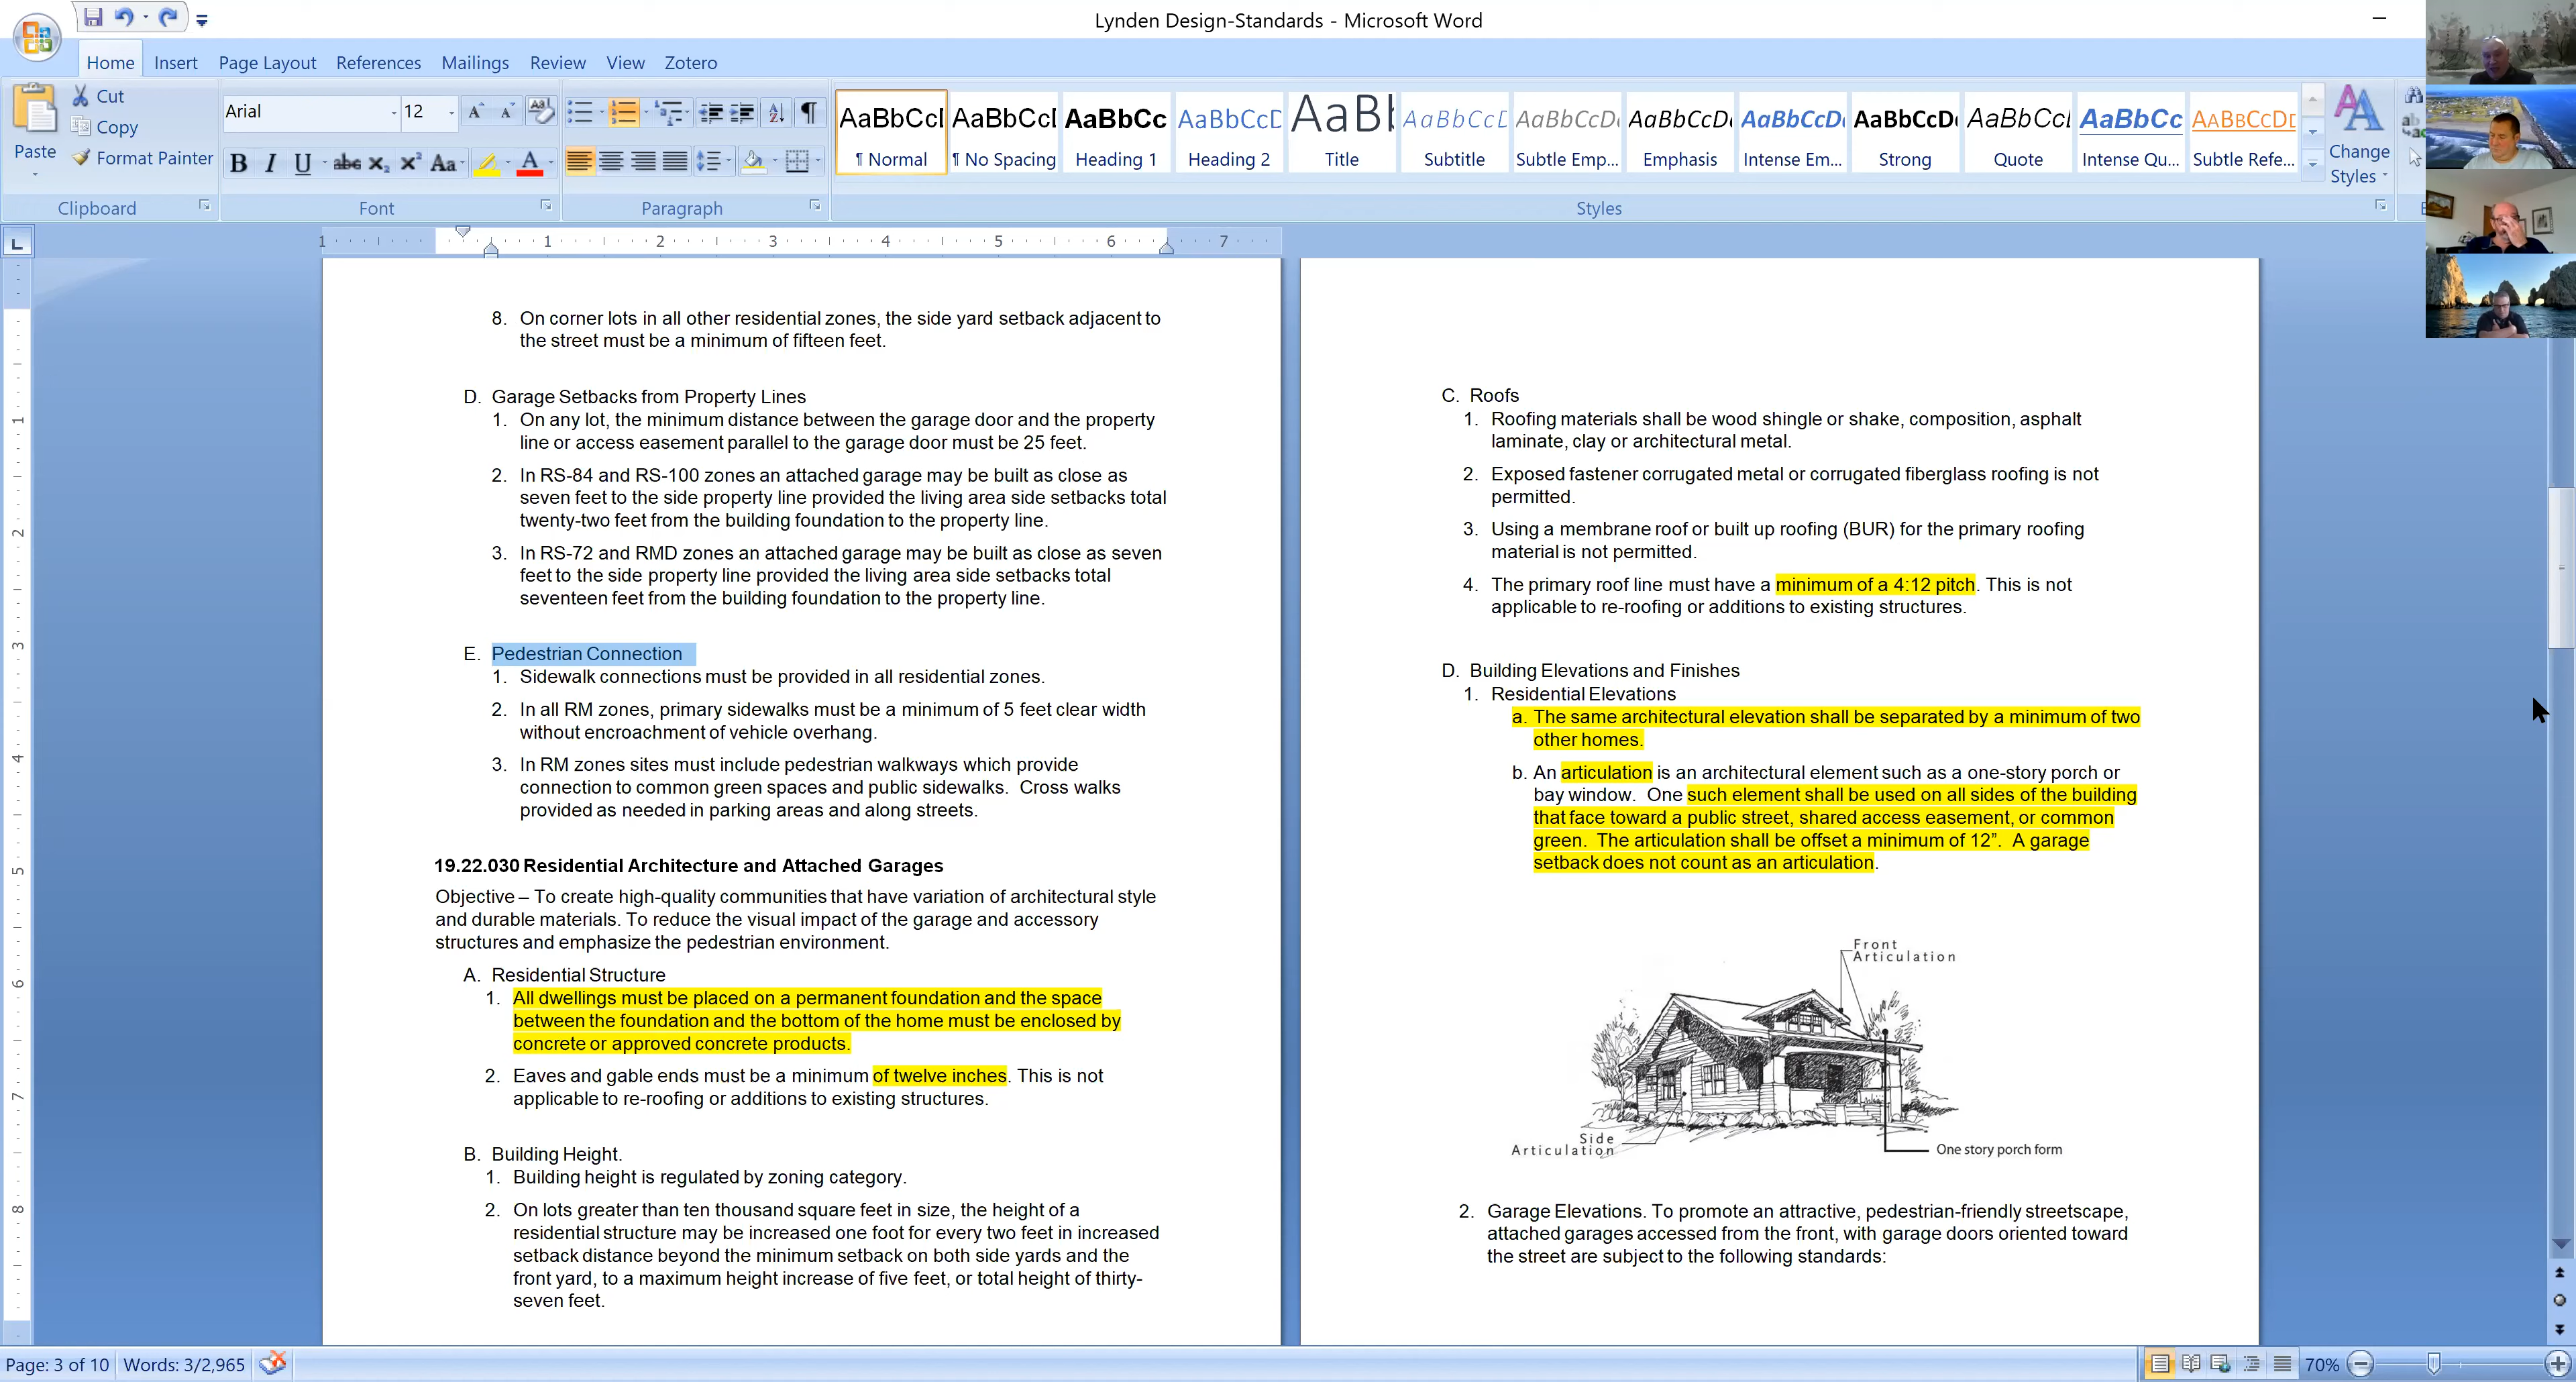 Lynden Design-Standards - Microsoft Word
Home Insert Page Layout References Mailings Review View Zotero
Paste
Cut
Copy
Format Painter
Clipboard
Arial 12
Font
Paragraph
AaBbCcD AaBbCcD AaBbCc AaBbCcD AaBb AaBbCcD AaBbCcDd AaBbCcDd AaBbCcDd AaBbCcD AaBbCcD AaBbCc AaBbCcDd
¶ Normal ¶ No Spacing Heading 1 Heading 2 Title Subtitle Subtle Emp... Emphasis Intense Em... Strong Quote Intense Qu... Subtle Refe...
Change
Styles
Styles
8. On corner lots in all other residential zones, the side yard setback adjacent to
the street must be a minimum of fifteen feet.
D. Garage Setbacks from Property Lines
1. On any lot, the minimum distance between the garage door and the property
line or access easement parallel to the garage door must be 25 feet.
2. In RS-84 and RS-100 zones an attached garage may be built as close as
seven feet to the side property line provided the living area side setbacks total
twenty-two feet from the building foundation to the property line.
3. In RS-72 and RMD zones an attached garage may be built as close as seven
feet to the side property line provided the living area side setbacks total
seventeen feet from the building foundation to the property line.
E. Pedestrian Connection
1. Sidewalk connections must be provided in all residential zones.
2. In all RM zones, primary sidewalks must be a minimum of 5 feet clear width
without encroachment of vehicle overhang.
3. In RM zones sites must include pedestrian walkways which provide
connection to common green spaces and public sidewalks. Cross walks
provided as needed in parking areas and along streets.
19.22.030 Residential Architecture and Attached Garages
Objective – To create high-quality communities that have variation of architectural style
and durable materials. To reduce the visual impact of the garage and accessory
structures and emphasize the pedestrian environment.
A. Residential Structure
1. All dwellings must be placed on a permanent foundation and the space
between the foundation and the bottom of the home must be enclosed by
concrete or approved concrete products.
2. Eaves and gable ends must be a minimum of twelve inches. This is not
applicable to re-roofing or additions to existing structures.
B. Building Height.
1. Building height is regulated by zoning category.
2. On lots greater than ten thousand square feet in size, the height of a
residential structure may be increased one foot for every two feet in increased
setback distance beyond the minimum setback on both side yards and the
front yard, to a maximum height increase of five feet, or total height of thirty-
seven feet.
C. Roofs
1. Roofing materials shall be wood shingle or shake, composition, asphalt
laminate, clay or architectural metal.
2. Exposed fastener corrugated metal or corrugated fiberglass roofing is not
permitted.
3. Using a membrane roof or built up roofing (BUR) for the primary roofing
material is not permitted.
4. The primary roof line must have a minimum of a 4:12 pitch. This is not
applicable to re-roofing or additions to existing structures.
D. Building Elevations and Finishes
1. Residential Elevations
a. The same architectural elevation shall be separated by a minimum of two
other homes.
b. An articulation is an architectural element such as a one-story porch or
bay window. One such element shall be used on all sides of the building
that face toward a public street, shared access easement, or common
green. The articulation shall be offset a minimum of 12”. A garage
setback does not count as an articulation.
Front
Articulation
Side
Articulation
One story porch form
2. Garage Elevations. To promote an attractive, pedestrian-friendly streetscape,
attached garages accessed from the front, with garage doors oriented toward
the street are subject to the following standards:
Page: 3 of 10 Words: 3/2,965
70%